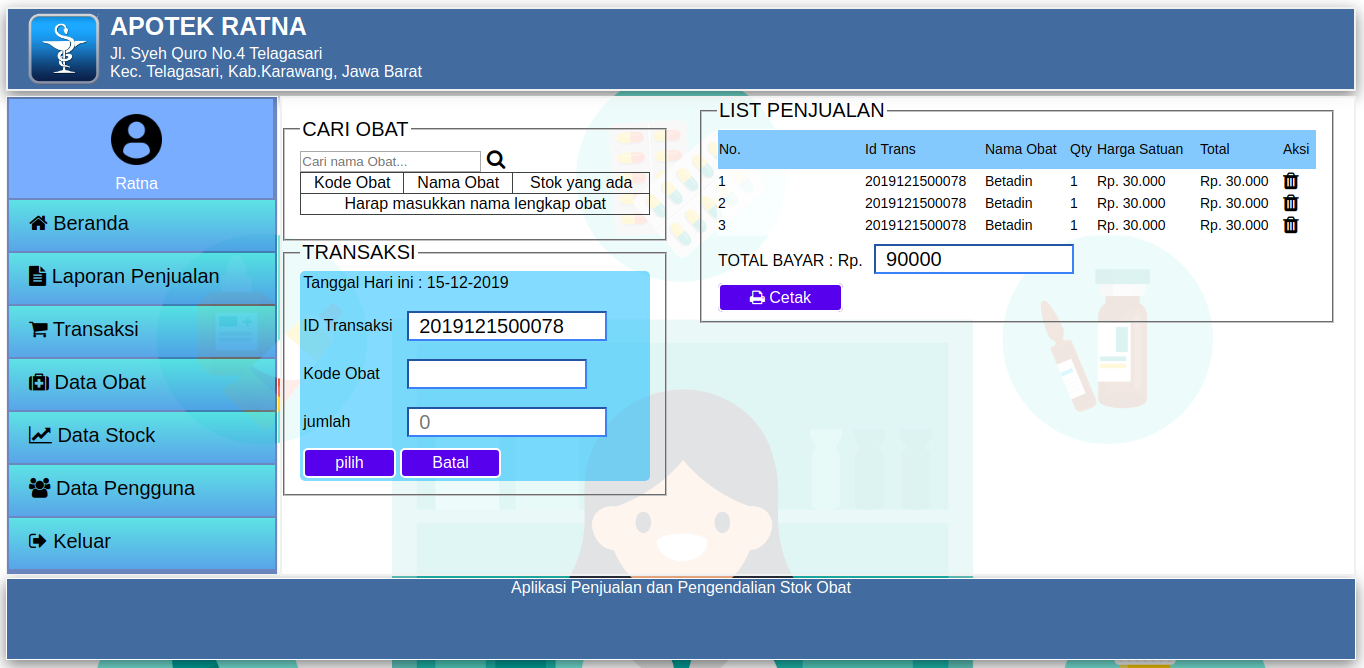 APOTEK RATNA
Jl. Syeh Quro No.4 Telagasari
Kec. Telagasari, Kab.Karawang, Jawa Barat
Ratna
Beranda
Laporan Penjualan
Transaksi
Data Obat
Data Stock
Data Pengguna
Keluar
CARI OBAT
Cari nama Obat...
Kode Obat Nama Obat Stok yang ada
Harap masukkan nama lengkap obat
TRANSAKSI
Tanggal Hari ini : 15-12-2019
ID Transaksi 2019121500078
Kode Obat
jumlah 0
pilih Batal
LIST PENJUALAN
No. Id Trans Nama Obat Qty Harga Satuan Total Aksi
1 2019121500078 Betadin 1 Rp. 30.000 Rp. 30.000
2 2019121500078 Betadin 1 Rp. 30.000 Rp. 30.000
3 2019121500078 Betadin 1 Rp. 30.000 Rp. 30.000
TOTAL BAYAR : Rp. 90000
Cetak
Aplikasi Penjualan dan Pengendalian Stok Obat